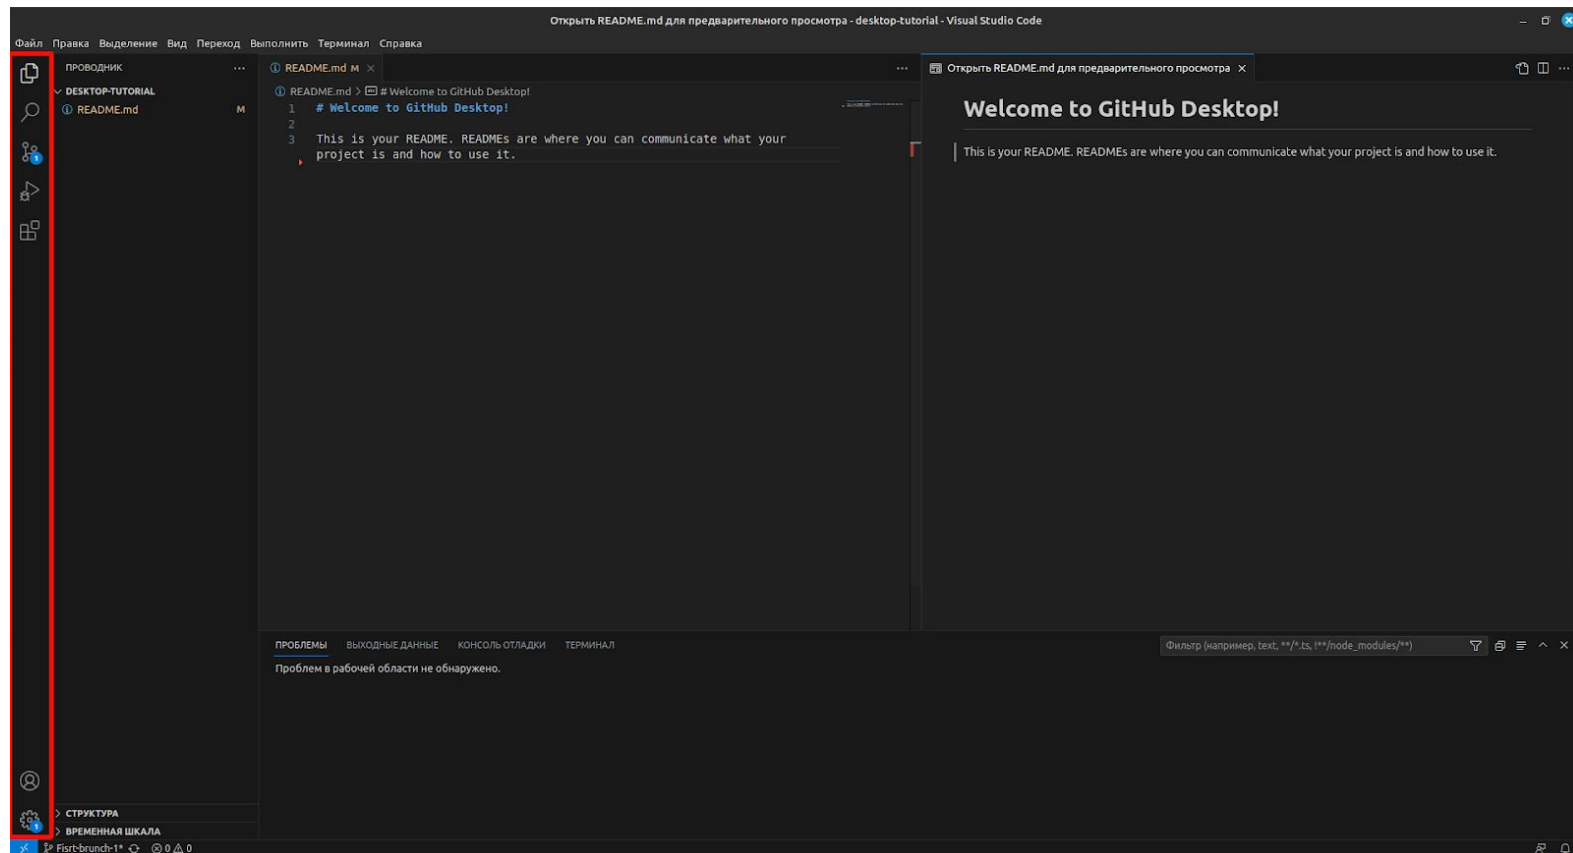 Открыть README.md для предварительного просмотра - desktop-tutorial - Visual Studio Code
Файл Правка Выделение Вид Переход Выполнить Терминал Справка
ПРОВОДНИК
DESKTOP-TUTORIAL
README.md M
СТРУКТУРА
ВРЕМЕННАЯ ШКАЛА
1
1
README.md M
README.md > # Welcome to GitHub Desktop!
1 # Welcome to GitHub Desktop!
2
3 This is your README. READMEs are where you can communicate what your
project is and how to use it.
Открыть README.md для предварительного просмотра
Welcome to GitHub Desktop!
This is your README. READMEs are where you can communicate what your project is and how to use it.
ПРОБЛЕМЫ ВЫХОДНЫЕ ДАННЫЕ КОНСОЛЬ ОТЛАДКИ ТЕРМИНАЛ
Фильтр (например, text, **/*.ts, !**/node_modules/**)
Проблем в рабочей области не обнаружено.
Fisrt-brunch-1* 0 0